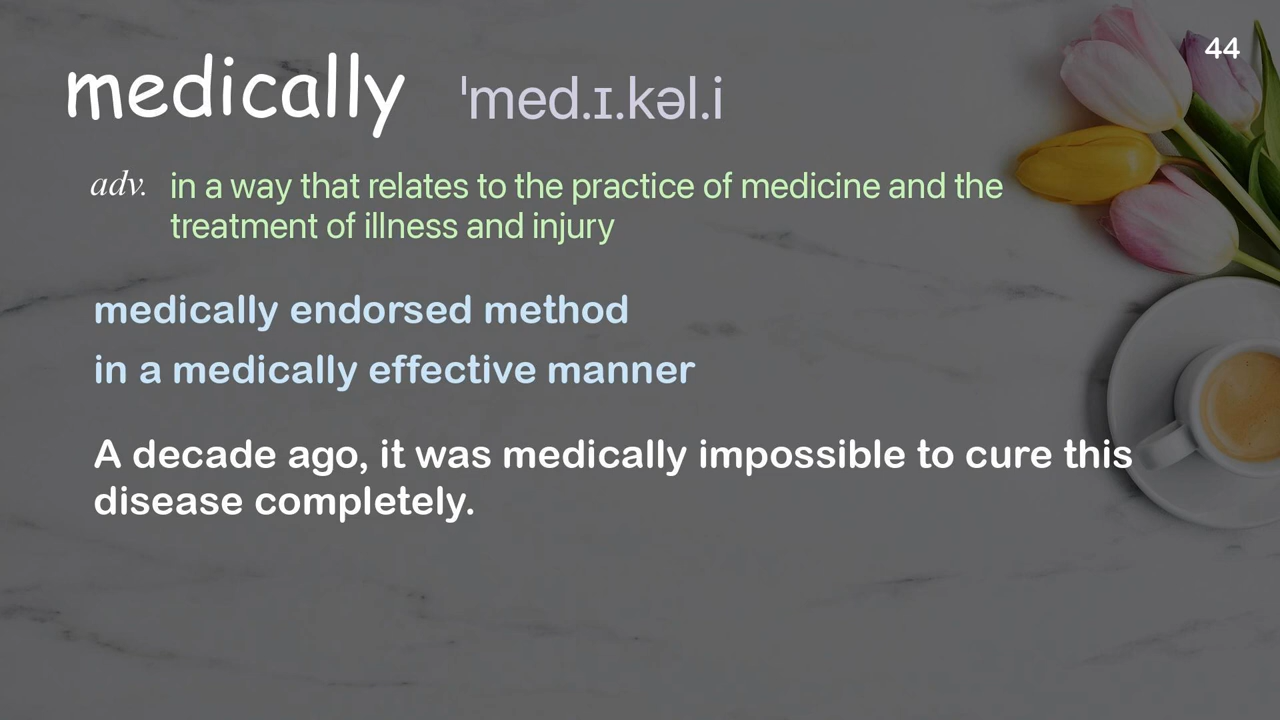 44
medically ˈmed.ɪ.kəl.i
adv. in a way that relates to the practice of medicine and the
treatment of illness and injury
medically endorsed method
in a medically effective manner
A decade ago, it was medically impossible to cure this
disease completely.